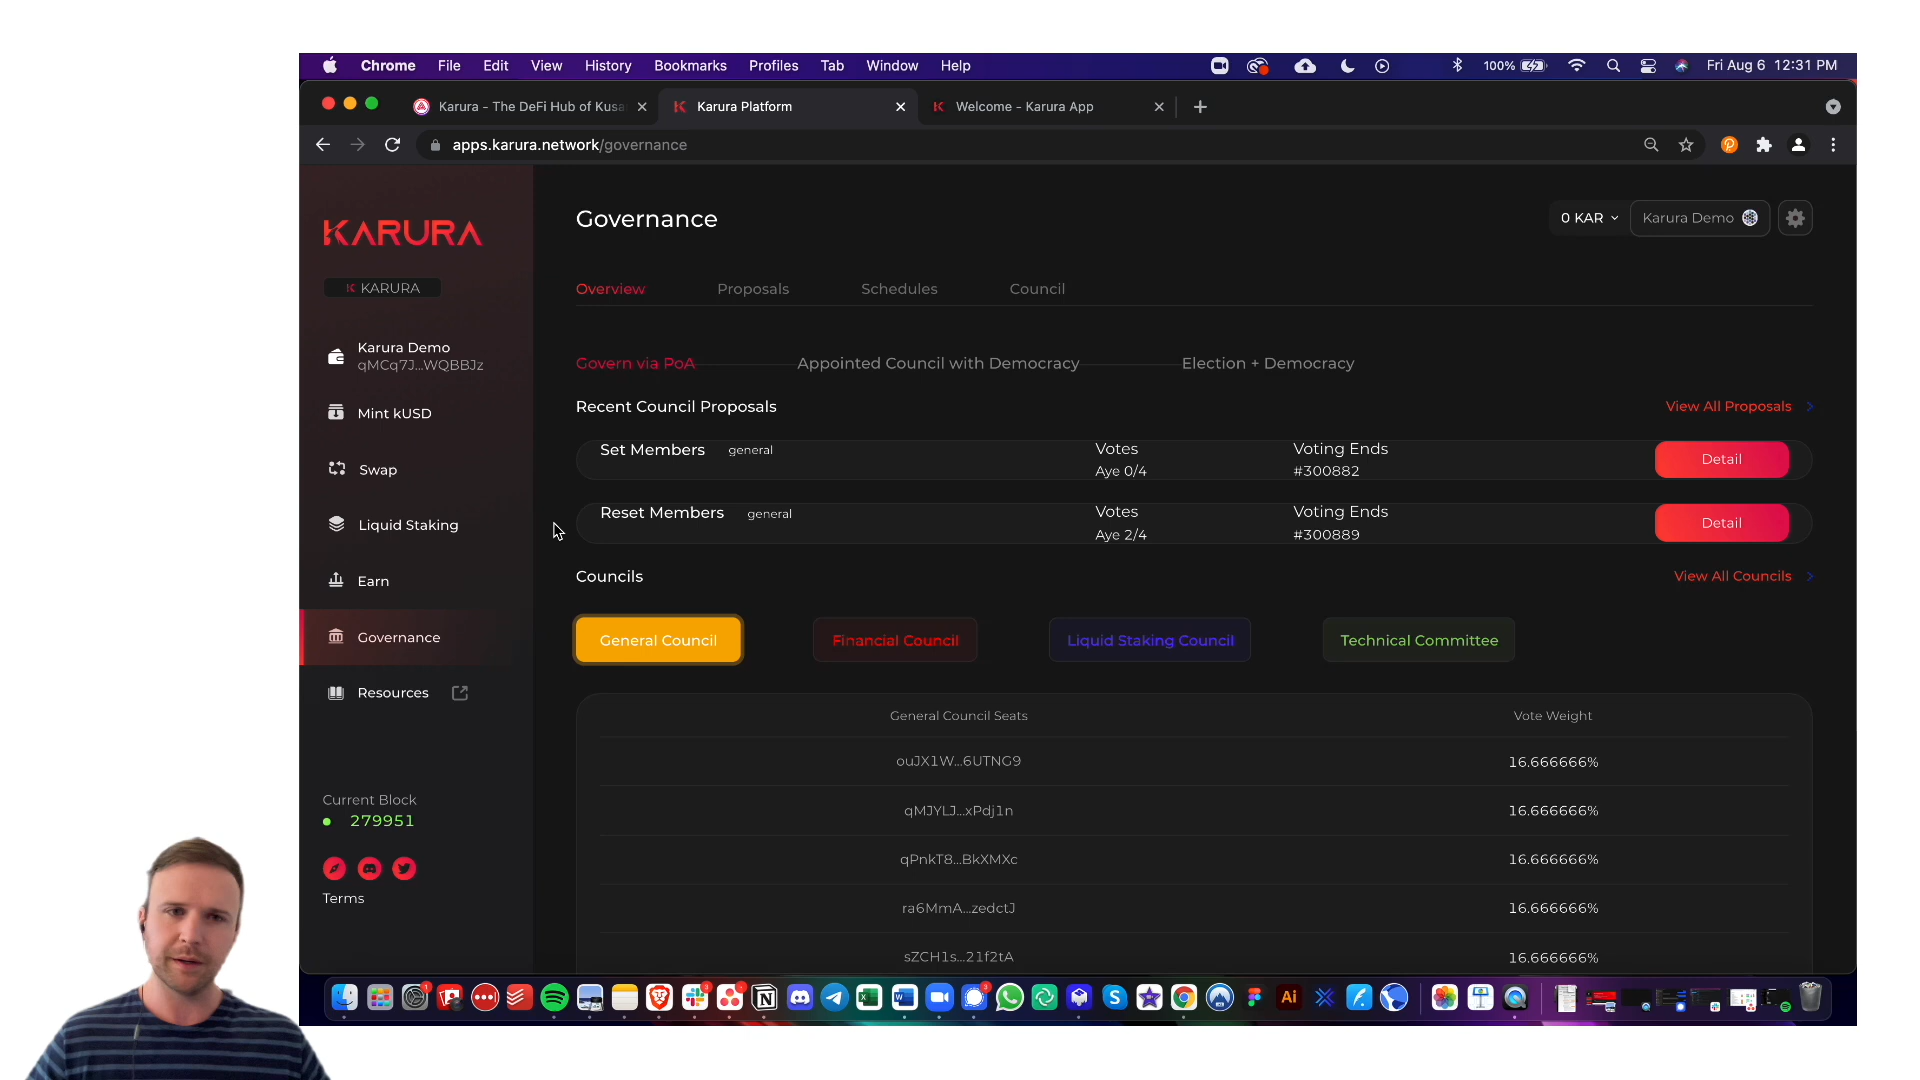 Chrome File Edit View History Bookmarks Profiles Tab Window Help 100% Fri Aug 6 12:31 PM
Karura - The DeFi Hub of Kusa Karura Platform Welcome - Karura App
apps.karura.network/governance
KARURA
KARURA
Karura Demo
qMCq7J...WQBBJz
Mint kUSD
Swap
Liquid Staking
Earn
Governance
Resources
Current Block
279951
Terms
Governance
0 KAR Karura Demo
Overview Proposals Schedules Council
Govern via PoA Appointed Council with Democracy Election + Democracy
Recent Council Proposals View All Proposals
Set Members general Votes Voting Ends Detail
Aye 0/4 #300882
Reset Members general Votes Voting Ends Detail
Aye 2/4 #300889
Councils View All Councils
General Council Financial Council Liquid Staking Council Technical Committee
General Council Seats Vote Weight
ouJX1W...6UTNG9 16.666666%
qMJYLJ...xPdj1n 16.666666%
qPnkT8...BkXMXc 16.666666%
ra6MmA...zedctJ 16.666666%
sZCH1s...21f2tA 16.666666%